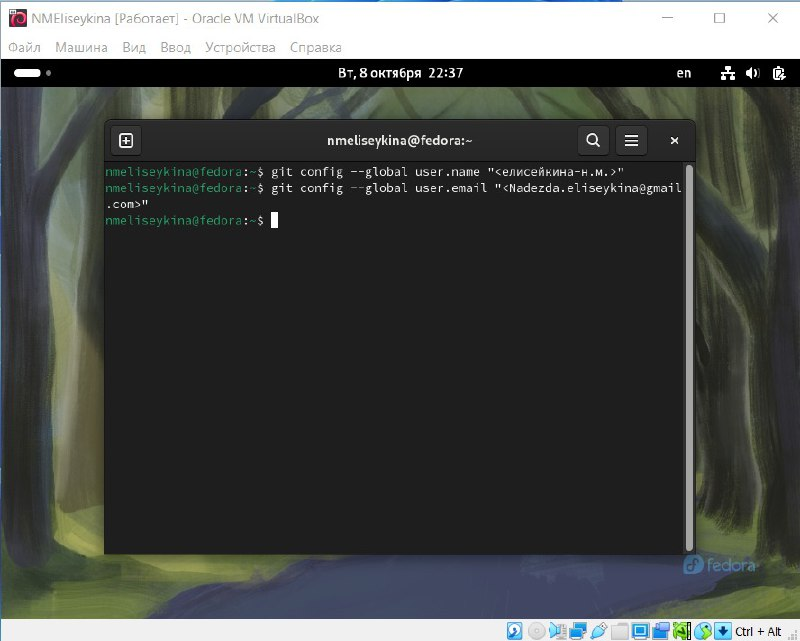 NMEliseykina [Работает] - Oracle VM VirtualBox
Файл Машина Вид Ввод Устройства Справка
Вт, 8 октября 22:37
en
nmeliseykina@fedora:~
nmeliseykina@fedora:~$ git config --global user.name "<елисейкина-н.м.>"
nmeliseykina@fedora:~$ git config --global user.email "<Nadezda.eliseykina@gmail
.com>"
nmeliseykina@fedora:~$
fedora
Ctrl + Alt